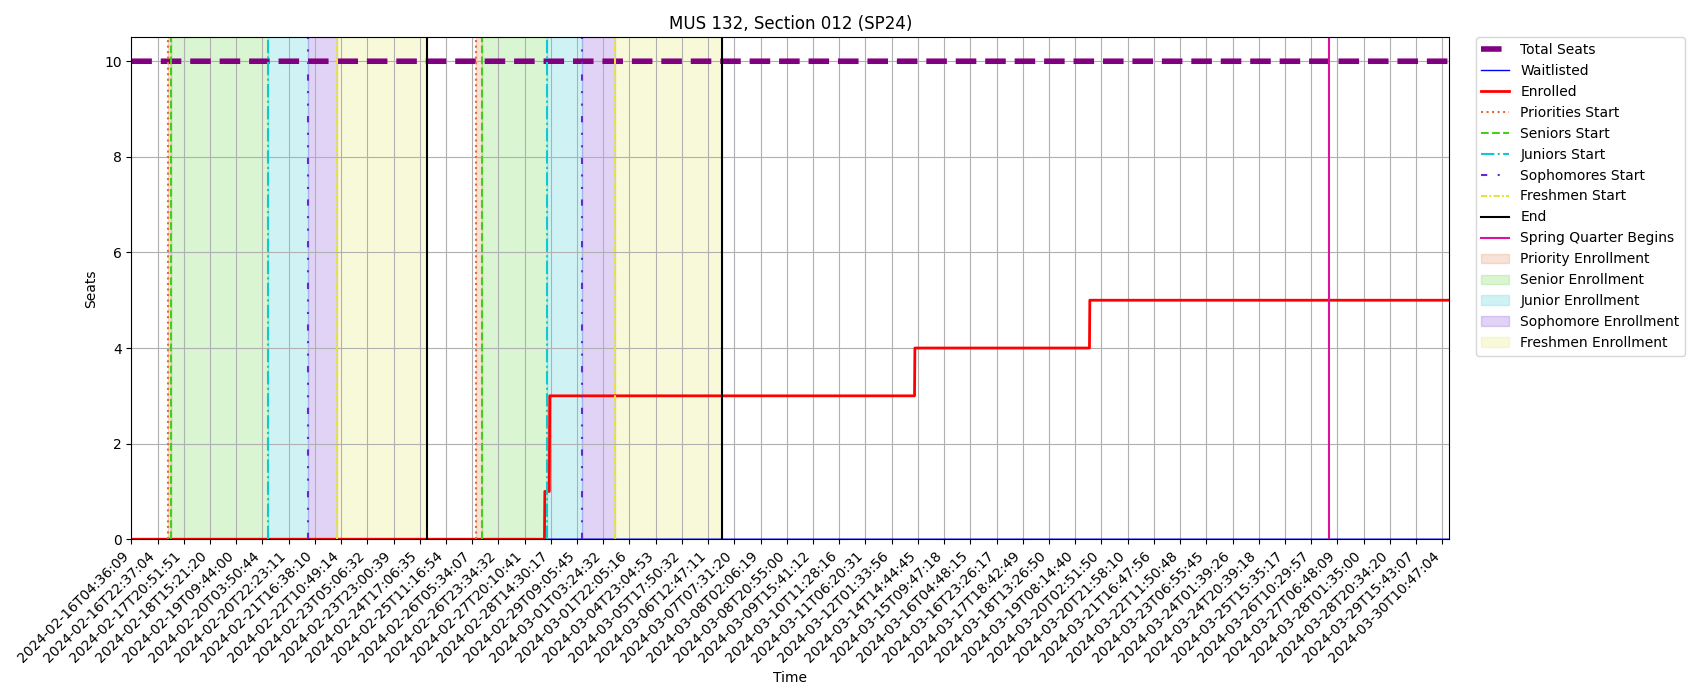 MUS 132, Section 012 (SP24)
10
8
6
4
2
0
Seats
2024-02-16T04:36:09
2024-02-16T22:37:04
2024-02-17T20:51:51
2024-02-18T15:21:20
2024-02-19T09:44:00
2024-02-20T03:50:44
2024-02-20T22:23:11
2024-02-21T16:38:10
2024-02-22T10:49:14
2024-02-23T05:06:32
2024-02-23T23:00:39
2024-02-24T17:06:35
2024-02-25T11:16:54
2024-02-26T05:34:07
2024-02-26T23:34:32
2024-02-27T20:10:41
2024-02-28T14:30:17
2024-02-29T09:05:45
2024-03-01T03:24:32
2024-03-01T22:05:16
2024-03-04T23:04:53
2024-03-05T17:50:32
2024-03-06T12:47:11
2024-03-07T07:31:20
2024-03-08T02:06:19
2024-03-08T20:55:00
2024-03-09T15:41:12
2024-03-10T11:28:16
2024-03-11T06:20:31
2024-03-12T01:33:56
2024-03-14T14:44:45
2024-03-15T09:47:18
2024-03-16T04:48:15
2024-03-16T23:26:17
2024-03-17T18:42:49
2024-03-18T13:26:50
2024-03-19T08:14:40
2024-03-20T02:51:50
2024-03-20T21:58:10
2024-03-21T16:47:56
2024-03-22T11:50:48
2024-03-23T06:55:45
2024-03-24T01:39:26
2024-03-24T20:39:18
2024-03-25T15:35:17
2024-03-26T10:29:57
2024-03-27T06:48:09
2024-03-28T01:35:00
2024-03-28T20:34:20
2024-03-29T15:43:07
2024-03-30T10:47:04
Time
Total Seats
Waitlisted
Enrolled
Priorities Start
Seniors Start
Juniors Start
Sophomores Start
Freshmen Start
End
Spring Quarter Begins
Priority Enrollment
Senior Enrollment
Junior Enrollment
Sophomore Enrollment
Freshmen Enrollment